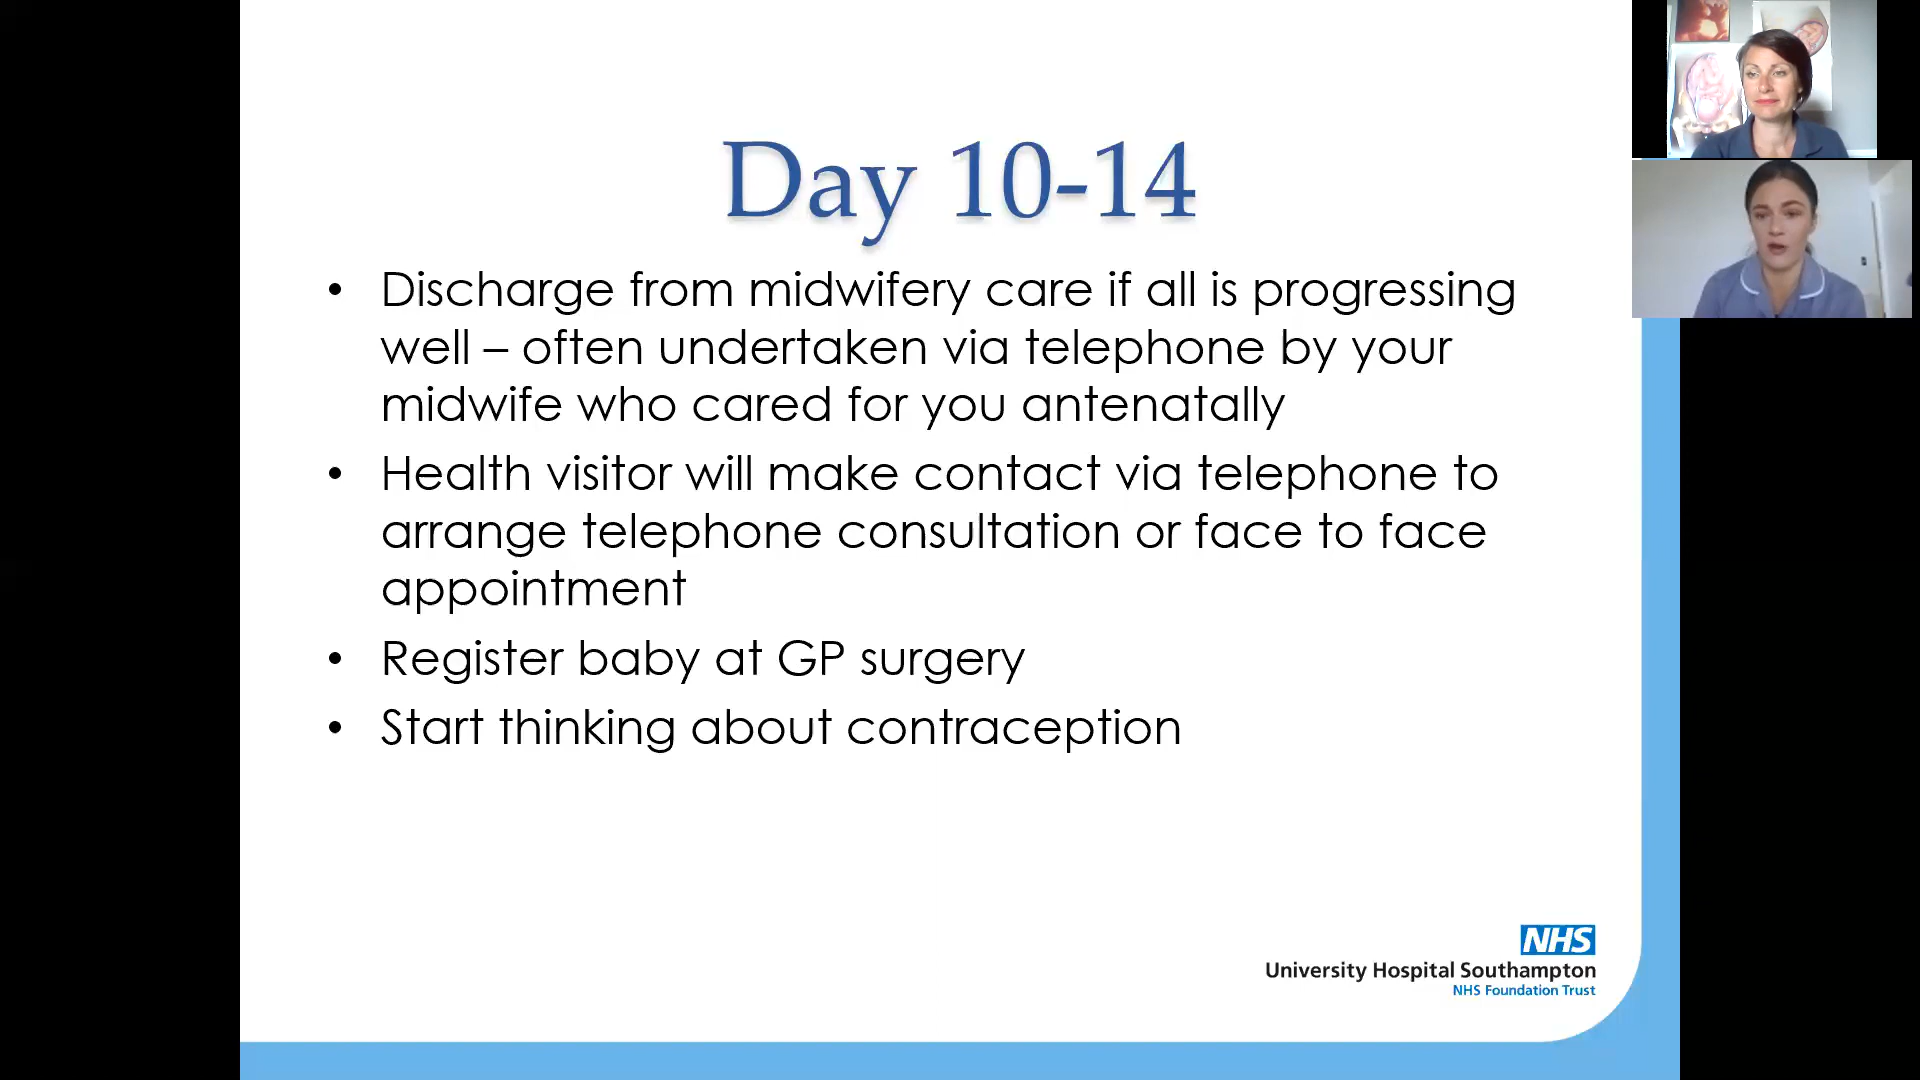 Day 10-14
• Discharge from midwifery care if all is progressing
well – often undertaken via telephone by your
midwife who cared for you antenatally
• Health visitor will make contact via telephone to
arrange telephone consultation or face to face
appointment
• Register baby at GP surgery
• Start thinking about contraception
NHS
University Hospital Southampton
NHS Foundation Trust